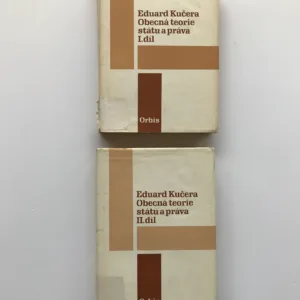 Eduard Kučera
Obecná teorie
státu a práva
I. díl
Orbis
Eduard Kučera
Obecná teorie
státu a práva
II. díl